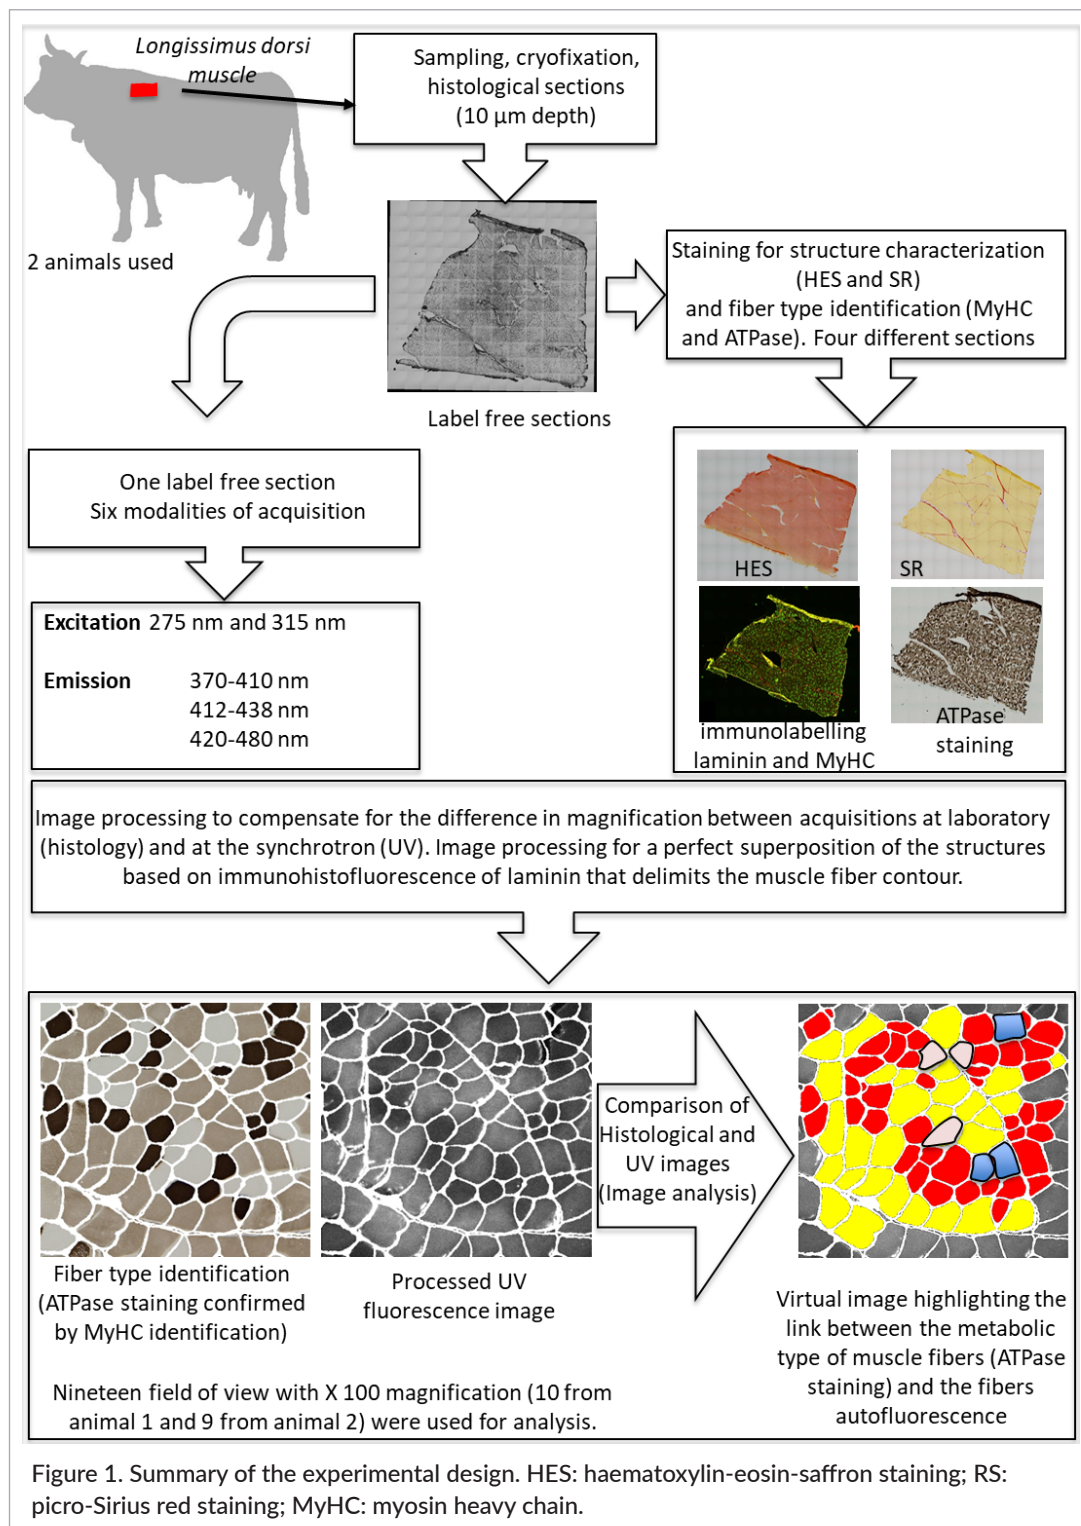 Longissimus dorsi
muscle
Sampling, cryofixation,
histological sections
(10 µm depth)
2 animals used
Staining for structure characterization
(HES and SR)
and fiber type identification (MyHC
and ATPase). Four different sections
Label free sections
One label free section
Six modalities of acquisition
HES
SR
Excitation 275 nm and 315 nm
Emission 370-410 nm
412-438 nm
420-480 nm
immunolabelling
laminin and MyHC
ATPase
staining
Image processing to compensate for the difference in magnification between acquisitions at laboratory
(histology) and at the synchrotron (UV). Image processing for a perfect superposition of the structures
based on immunohistofluorescence of laminin that delimits the muscle fiber contour.
Comparison of
Histological and
UV images
(Image analysis)
Fiber type identification
(ATPase staining confirmed
by MyHC identification)
Processed UV
fluorescence image
Virtual image highlighting the
link between the metabolic
type of muscle fibers (ATPase
staining) and the fibers
autofluorescence
Nineteen field of view with X 100 magnification (10 from
animal 1 and 9 from animal 2) were used for analysis.
Figure 1. Summary of the experimental design. HES: haematoxylin-eosin-saffron staining; RS:
picro-Sirius red staining; MyHC: myosin heavy chain.